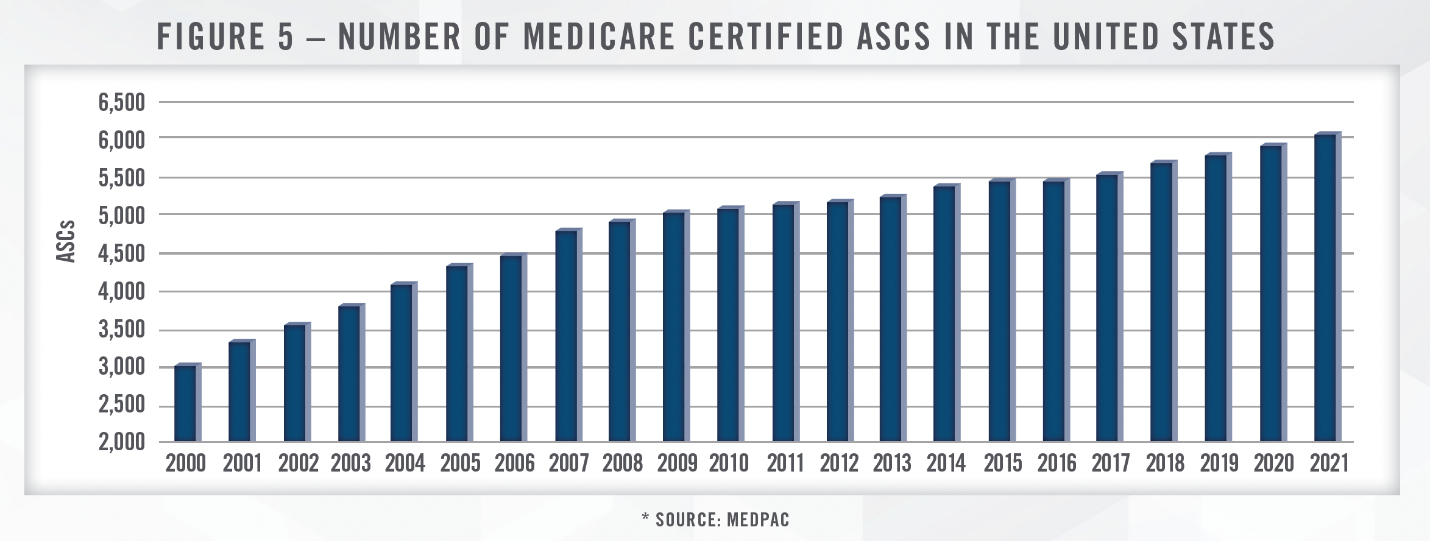 FIGURE 5 – NUMBER OF MEDICARE CERTIFIED ASCS IN THE UNITED STATES
6,500
6,000
5,500
5,000
4,500
4,000
3,500
3,000
2,500
2,000
ASCs
2000 2001 2002 2003 2004 2005 2006 2007 2008 2009 2010 2011 2012 2013 2014 2015 2016 2017 2018 2019 2020 2021
* SOURCE: MEDPAC